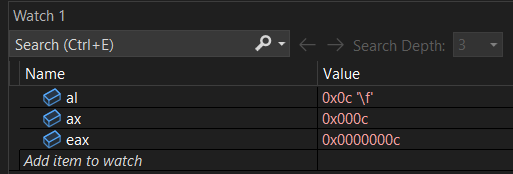 Watch 1
Search (Ctrl+E) Search Depth: 3
Name Value
al 0x0c '\f'
ax 0x000c
eax 0x0000000c
Add item to watch